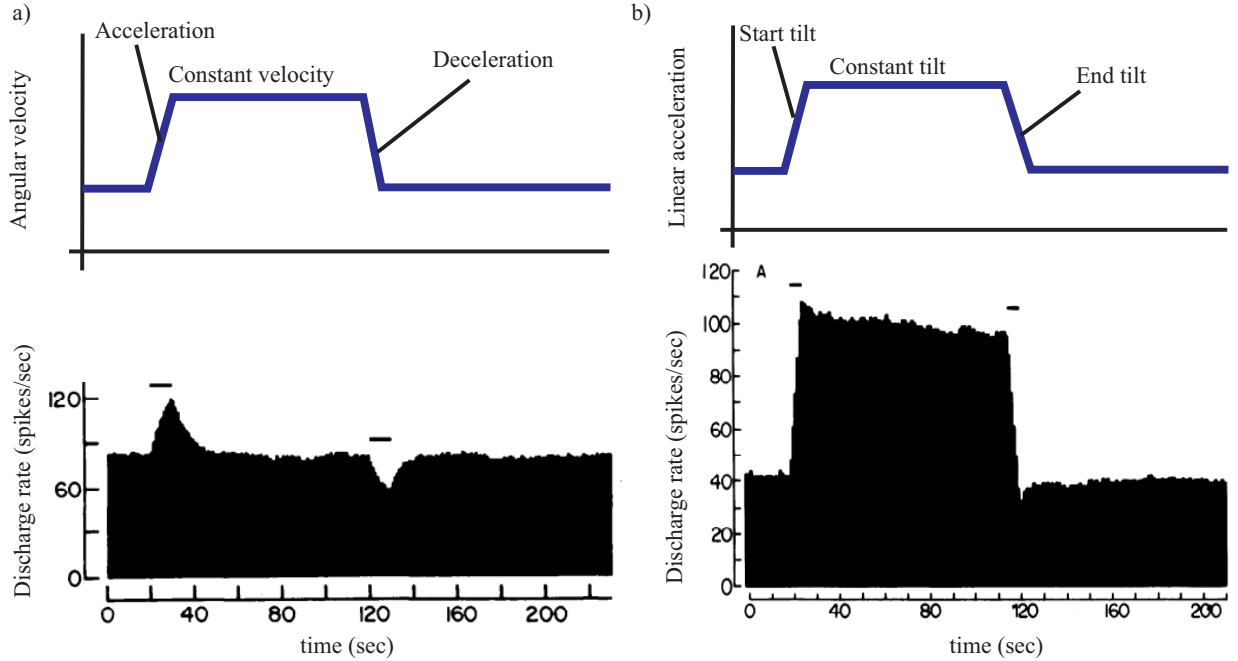 a)
Acceleration
Constant velocity
Deceleration
Angular velocity
120
60
0
Discharge rate (spikes/sec)
0 40 80 120 160 200
time (sec)
b)
Start tilt
Constant tilt
End tilt
Linear acceleration
A
120
100
80
60
40
20
0
Discharge rate (spikes/sec)
0 40 80 120 160 200
time (sec)